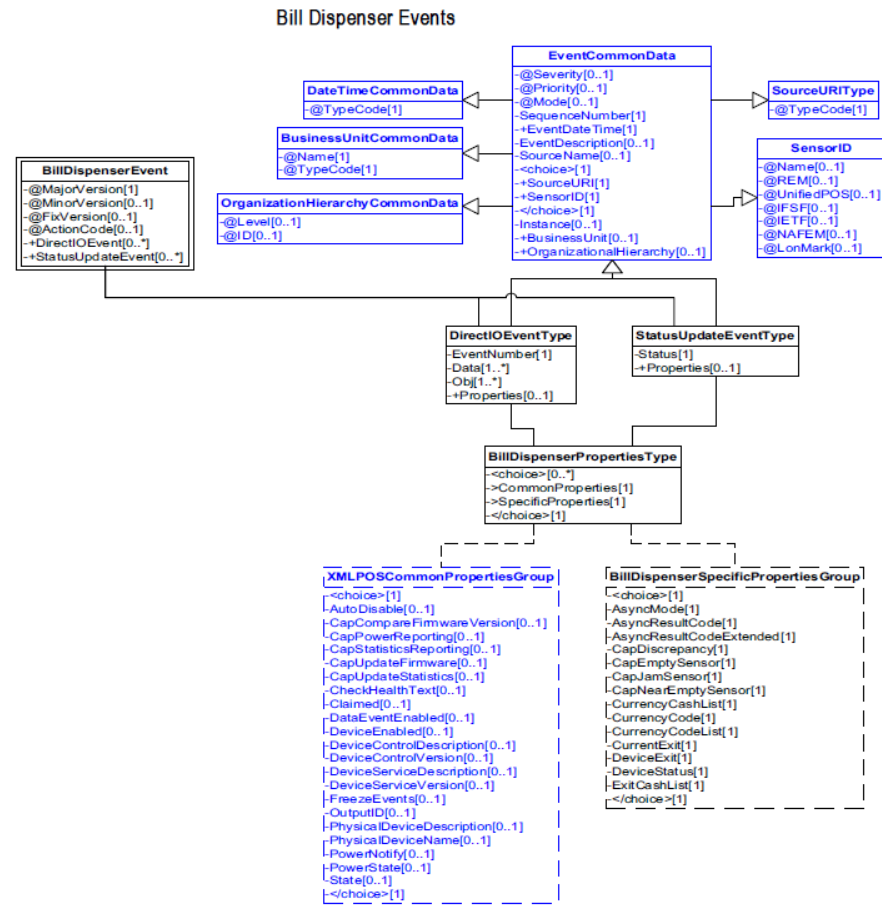 Bill Dispenser Events
EventCommonData
-@Severity[0..1]
-@Priority[0..1]
-@Mode[0..1]
-SequenceNumber[1]
-+EventDateTime[1]
-EventDescription[0..1]
-SourceName[0..1]
-<choice>[1]
-+SourceURI[1]
-+SensorID[1]
-</choice>[1]
-Instance[0..1]
-+BusinessUnit[0..1]
-+OrganizationalHierarchy[0..1]
DateTimeCommonData
-@TypeCode[1]
BusinessUnitCommonData
-@Name[1]
-@TypeCode[1]
OrganizationHierarchyCommonData
-@Level[0..1]
-@ID[0..1]
SourceURIType
-@TypeCode[1]
SensorID
-@Name[0..1]
-@REM[0..1]
-@UnifiedPOS[0..1]
-@IFSF[0..1]
-@IETF[0..1]
-@NAFEM[0..1]
-@LonMark[0..1]
BillDispenserEvent
-@MajorVersion[1]
-@MinorVersion[0..1]
-@FixVersion[0..1]
-@ActionCode[0..1]
-+DirectIOEvent[0..*]
-+StatusUpdateEvent[0..*]
DirectIOEventType
-EventNumber[1]
-Data[1..*]
-Obj[1..*]
-+Properties[0..1]
StatusUpdateEventType
-Status[1]
-+Properties[0..1]
BillDispenserPropertiesType
-<choice>[0..*]
->CommonProperties[1]
->SpecificProperties[1]
-</choice>[1]
XMLPOSCommonPropertiesGroup
-<choice>[1]
-AutoDisable[0..1]
-CapCompareFirmwareVersion[0..1]
-CapPowerReporting[0..1]
-CapStatisticsReporting[0..1]
-CapUpdateFirmware[0..1]
-CapUpdateStatistics[0..1]
-CheckHealthText[0..1]
-Claimed[0..1]
-DataEventEnabled[0..1]
-DeviceEnabled[0..1]
-DeviceControlDescription[0..1]
-DeviceControlVersion[0..1]
-DeviceServiceDescription[0..1]
-DeviceServiceVersion[0..1]
-FreezeEvents[0..1]
-OutputID[0..1]
-PhysicalDeviceDescription[0..1]
-PhysicalDeviceName[0..1]
-PowerNotify[0..1]
-PowerState[0..1]
-State[0..1]
-</choice>[1]
BillDispenserSpecificPropertiesGroup
-<choice>[1]
-AsyncMode[1]
-AsyncResultCode[1]
-AsyncResultCodeExtended[1]
-CapDiscrepancy[1]
-CapEmptySensor[1]
-CapJamSensor[1]
-CapNearEmptySensor[1]
-CurrencyCashList[1]
-CurrencyCode[1]
-CurrencyCodeList[1]
-CurrentExit[1]
-DeviceExit[1]
-DeviceStatus[1]
-ExitCashList[1]
-</choice>[1]